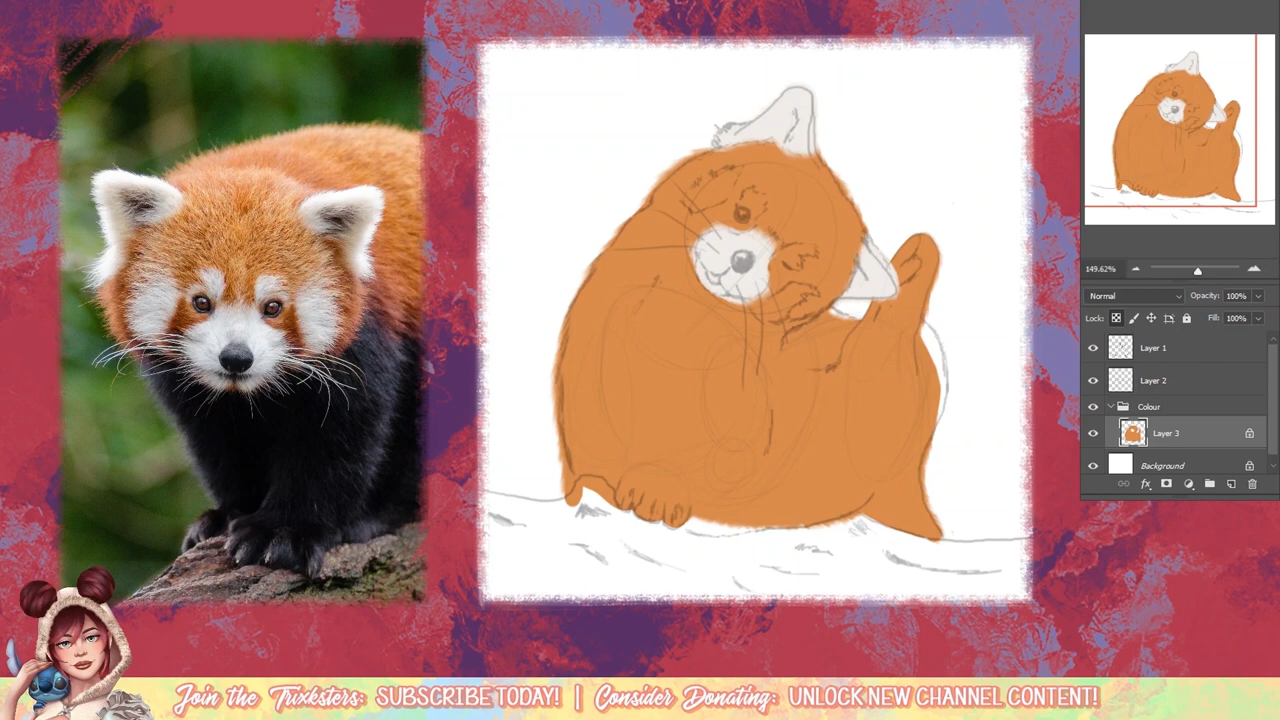 149.62%
Normal Opacity: 100%
Lock: Fill: 100%
Layer 1
Layer 2
Colour
Layer 3
Background
fx
Join the Trixksters: SUBSCRIBE TODAY! | Consider Donating: UNLOCK NEW CHANNEL CONTENT!